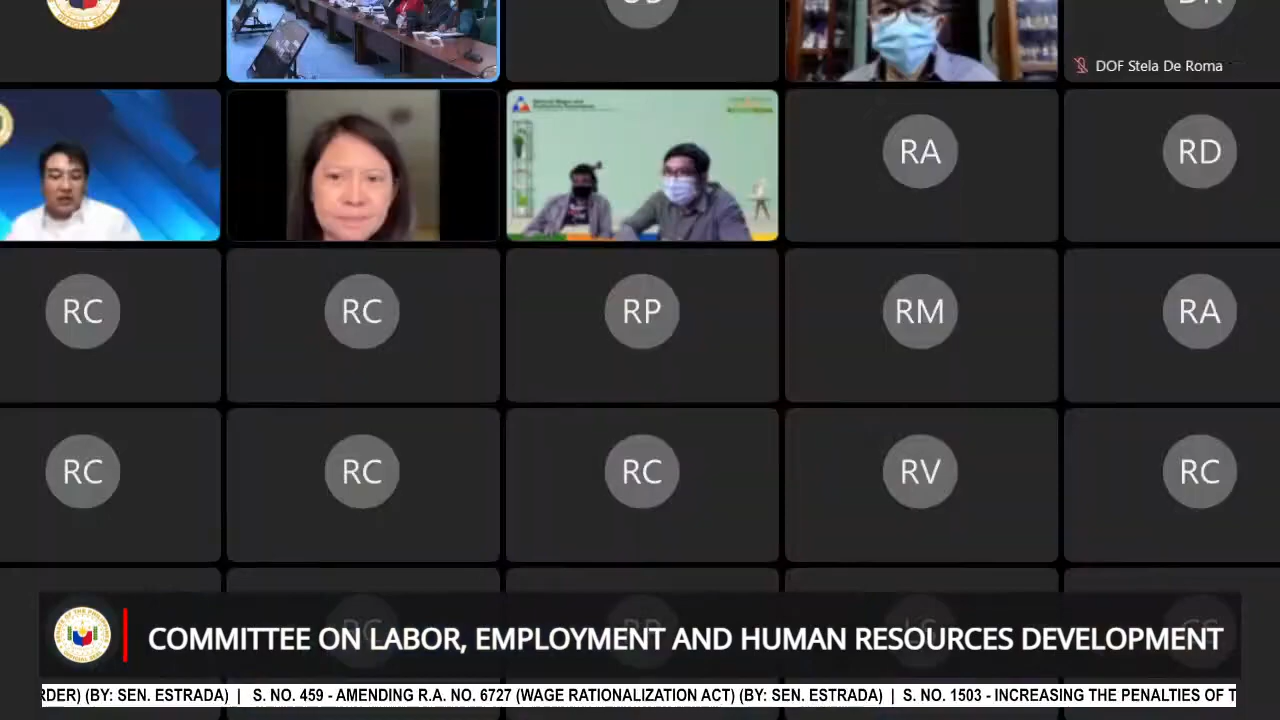 OFFICIAL SEAL
DOF Stela De Roma
RA
RD
RC
RC
RP
RM
RA
RC
RC
RC
RV
RC
COMMITTEE ON LABOR, EMPLOYMENT AND HUMAN RESOURCES DEVELOPMENT
RDER) (BY: SEN. ESTRADA) | S. NO. 459 - AMENDING R.A. NO. 6727 (WAGE RATIONALIZATION ACT) (BY: SEN. ESTRADA) | S. NO. 1503 - INCREASING THE PENALTIES OF T